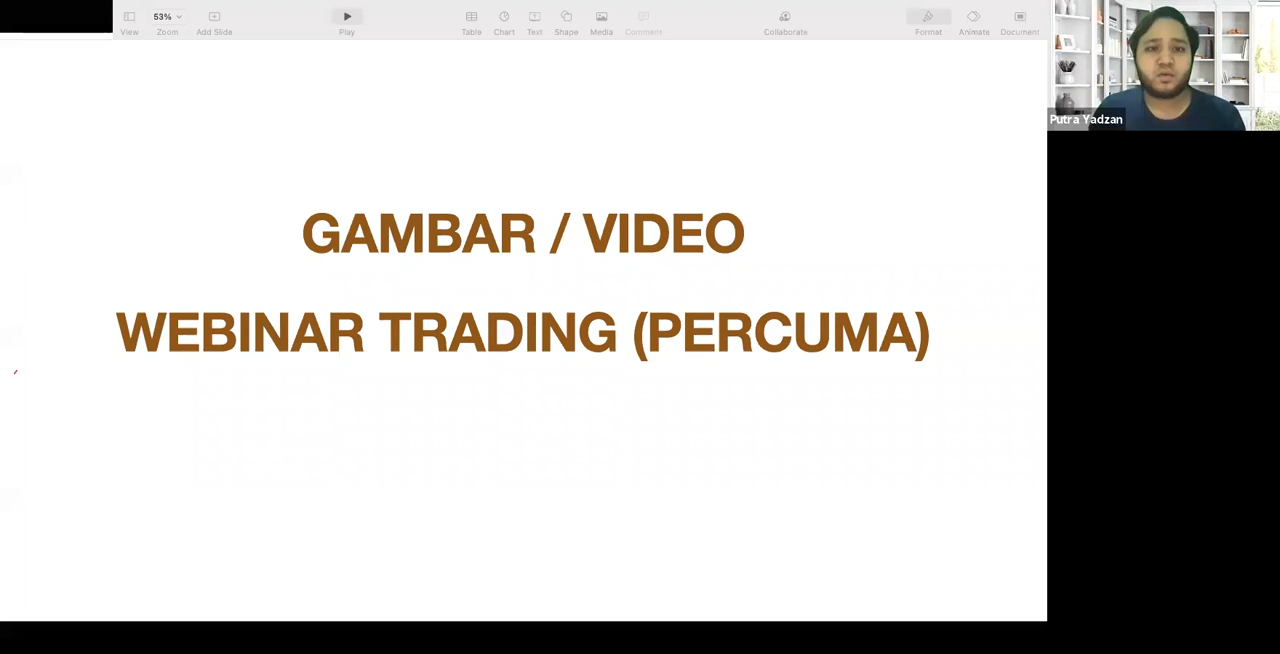 53%
View
Zoom
Add Slide
Play
Table
Chart
Text
Shape
Media
Comment
Collaborate
Format
Animate
Document
Putra Yadzan
GAMBAR / VIDEO
WEBINAR TRADING (PERCUMA)